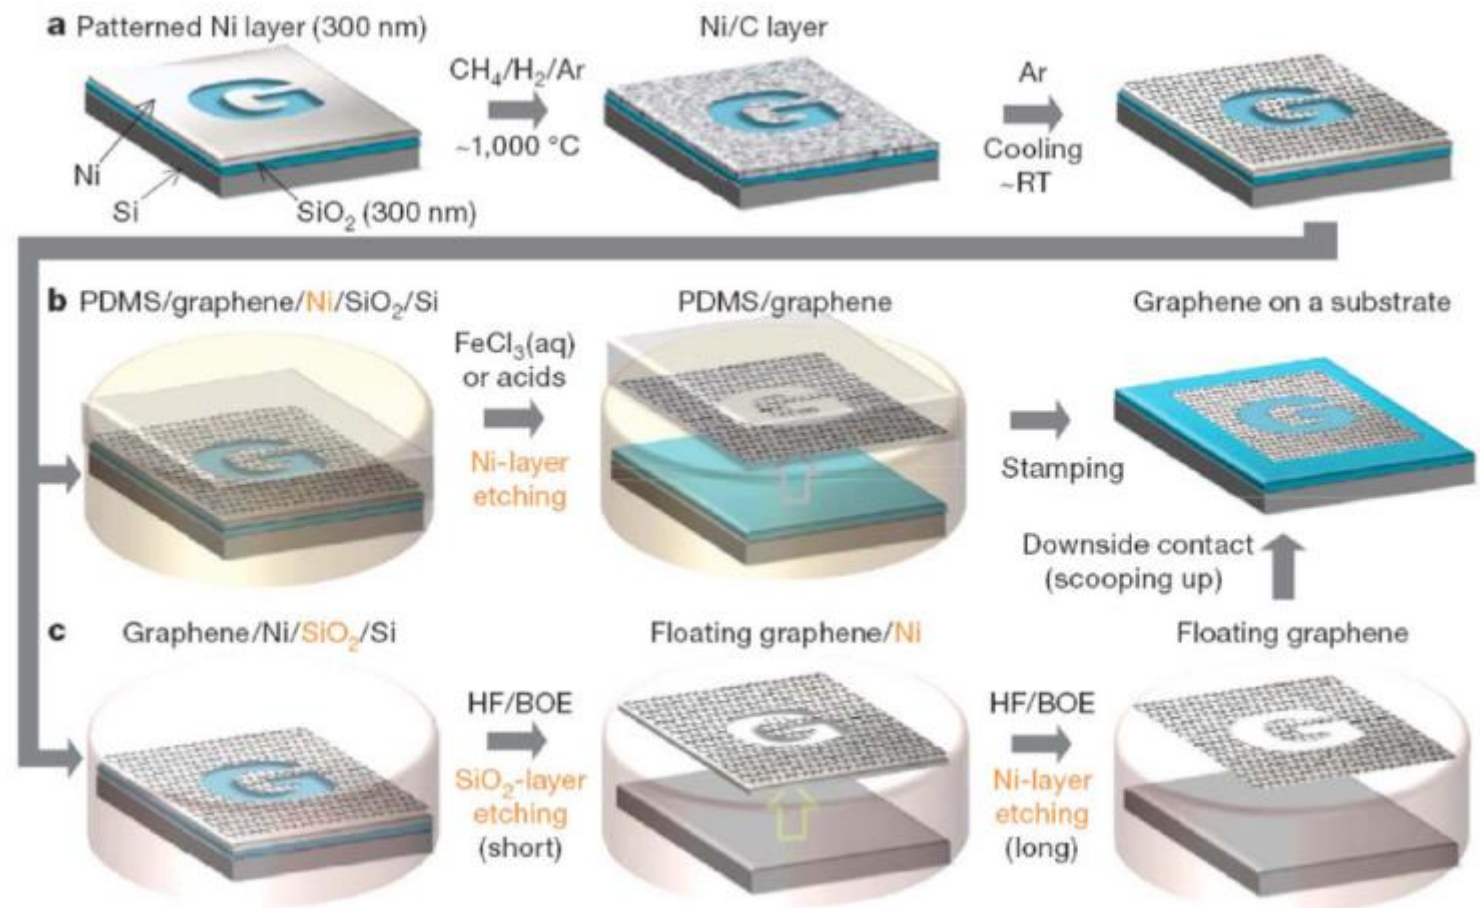 a Patterned Ni layer (300 nm)
CH₄/H₂/Ar
~1,000 °C
Ni/C layer
Ar
Cooling
~RT
Ni
Si
SiO₂ (300 nm)
b PDMS/graphene/Ni/SiO₂/Si
FeCl₃(aq)
or acids
Ni-layer
etching
PDMS/graphene
Stamping
Graphene on a substrate
Downside contact
(scooping up)
c Graphene/Ni/SiO₂/Si
HF/BOE
SiO₂-layer
etching
(short)
Floating graphene/Ni
HF/BOE
Ni-layer
etching
(long)
Floating graphene